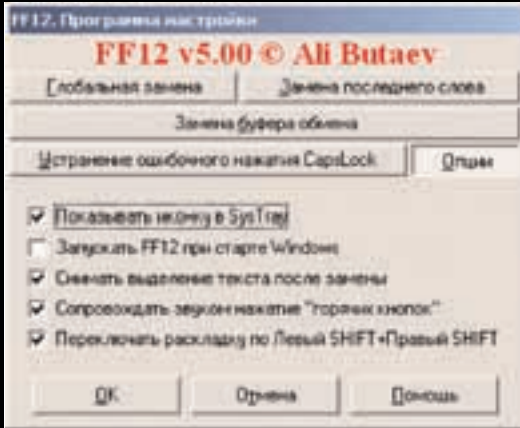 FF12. Программа настройки
FF12 v5.00 © Ali Butaev
Глобальная замена Замена последнего слова
Замена буфера обмена
Устранение ошибочного нажатия CapsLock Опции
Показывать иконку в SysTray
Запускать FF12 при старте Windows
Снимать выделение текста после замены
Сопровождать звуком нажатие "горячих кнопок"
Переключать раскладку по Левый SHIFT+Правый SHIFT
OK Отмена Помощь